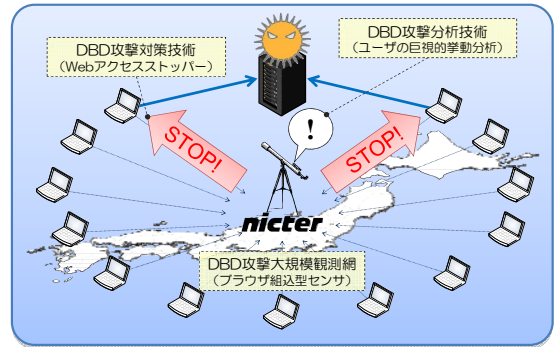 DBD攻撃対策技術
（Webアクセスストッパー）
DBD攻撃分析技術
（ユーザの巨視的挙動分析）
STOP!
!
STOP!
nicter
DBD攻撃大規模観測網
（ブラウザ組込型センサ）